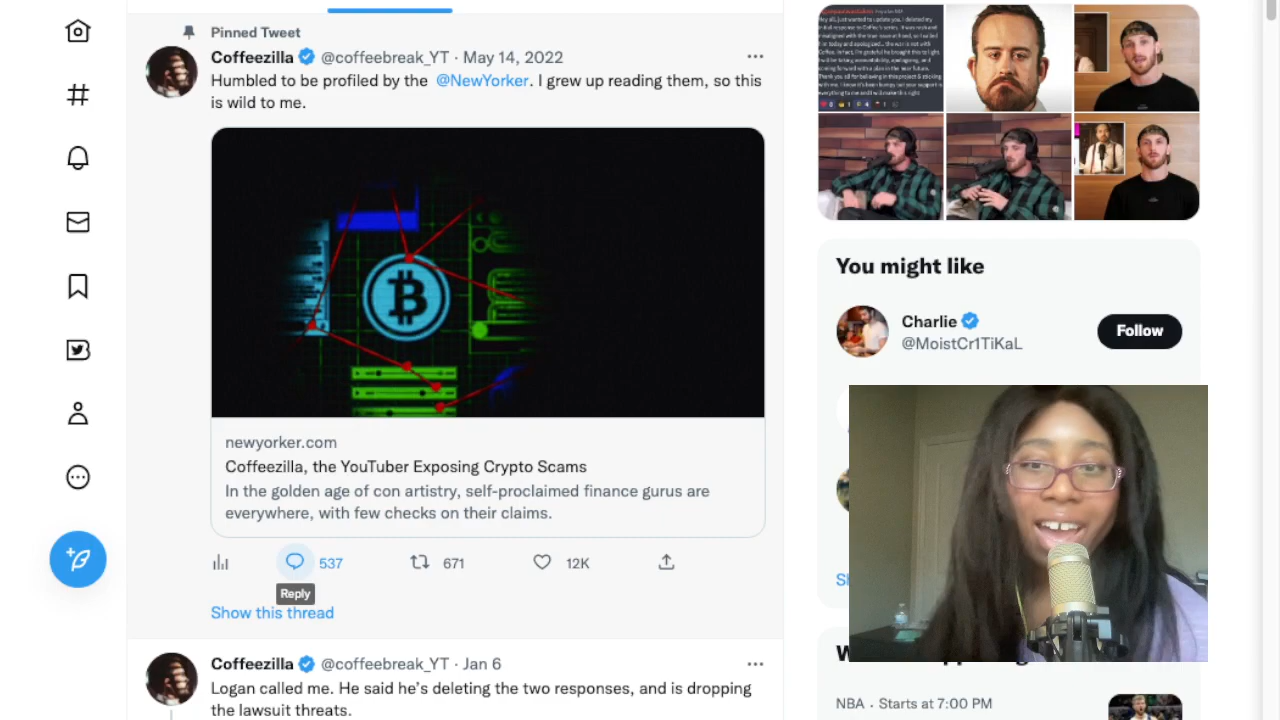 Pinned Tweet
Coffeezilla @coffeebreak_YT · May 14, 2022
Humbled to be profiled by the @NewYorker. I grew up reading them, so this
is wild to me.
newyorker.com
Coffeezilla, the YouTuber Exposing Crypto Scams
In the golden age of con artistry, self-proclaimed finance gurus are
everywhere, with few checks on their claims.
537 671 12K
Reply
Show this thread
Coffeezilla @coffeebreak_YT · Jan 6
Logan called me. He said he's deleting the two responses, and is dropping
the lawsuit threats.
You might like
Charlie
@MoistCr1TiKaL
Follow
NBA · Starts at 7:00 PM